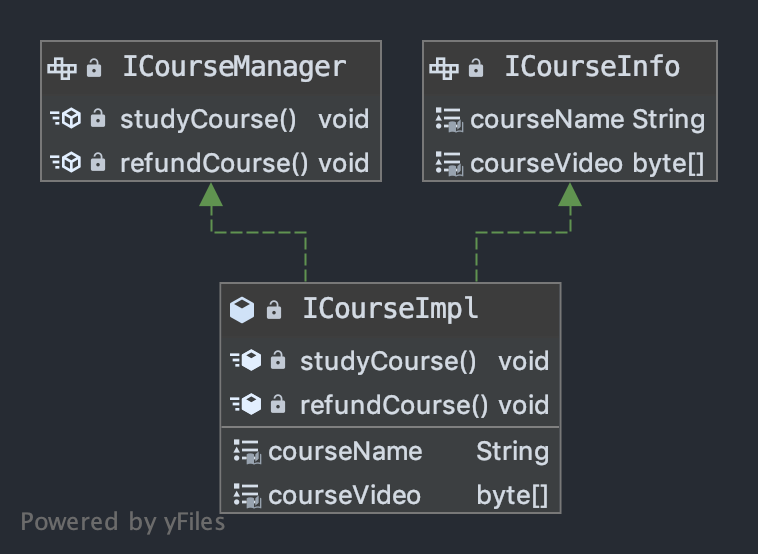 ICourseManager
studyCourse() void
refundCourse() void
ICourseInfo
courseName String
courseVideo byte[]
ICourseImpl
studyCourse() void
refundCourse() void
courseName String
courseVideo byte[]
Powered by yFiles